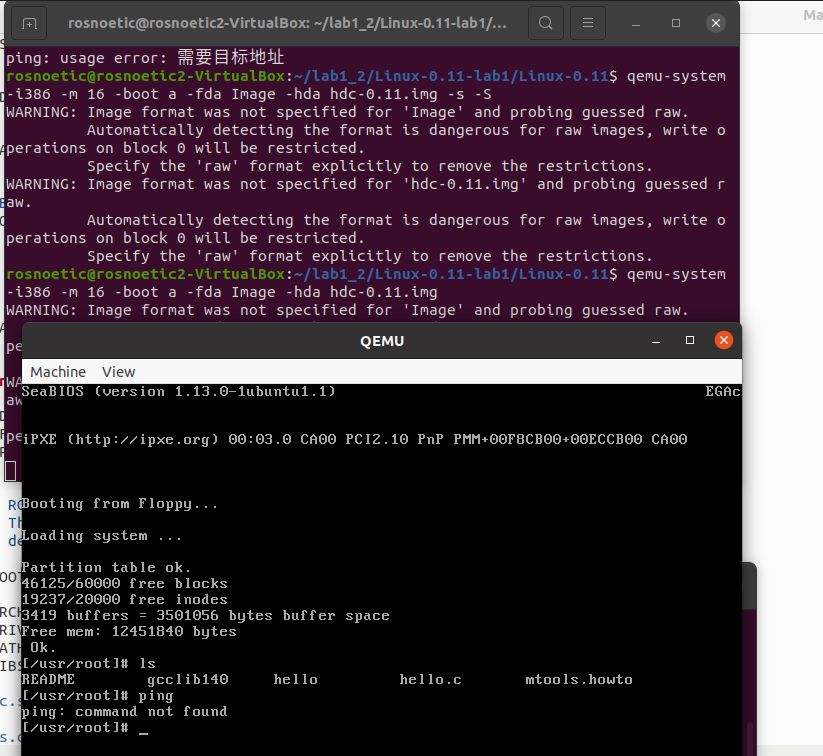 Ma
rosnoetic@rosnoetic2-VirtualBox: ~/lab1_2/Linux-0.11-lab1/...
ping: usage error: 需要目标地址
rosnoetic@rosnoetic2-VirtualBox:~/lab1_2/Linux-0.11-lab1/Linux-0.11$ qemu-system
-i386 -m 16 -boot a -fda Image -hda hdc-0.11.img -s -S
WARNING: Image format was not specified for 'Image' and probing guessed raw.
Automatically detecting the format is dangerous for raw images, write o
perations on block 0 will be restricted.
Specify the 'raw' format explicitly to remove the restrictions.
WARNING: Image format was not specified for 'hdc-0.11.img' and probing guessed r
aw.
Automatically detecting the format is dangerous for raw images, write o
perations on block 0 will be restricted.
Specify the 'raw' format explicitly to remove the restrictions.
rosnoetic@rosnoetic2-VirtualBox:~/lab1_2/Linux-0.11-lab1/Linux-0.11$ qemu-system
-i386 -m 16 -boot a -fda Image -hda hdc-0.11.img
WARNING: Image format was not specified for 'Image' and probing guessed raw.
pe
WA
aw
pe
QEMU
Machine View
SeaBIOS (version 1.13.0-1ubuntu1.1) EGAc
iPXE (http://ipxe.org) 00:03.0 CA00 PCI2.10 PnP PMM+00F8CB00+00ECCB00 CA00
Booting from Floppy...
Loading system ...
Partition table ok.
46125/60000 free blocks
19237/20000 free inodes
3419 buffers = 3501056 bytes buffer space
Free mem: 12451840 bytes
Ok.
[/usr/root]# ls
README gcclib140 hello hello.c mtools.howto
[/usr/root]# ping
ping: command not found
[/usr/root]# _